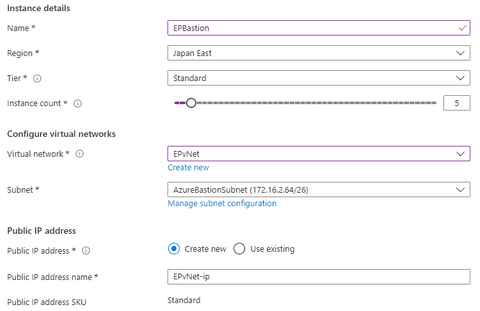 Instance details
Name * EPBastion
Region * Japan East
Tier * Standard
Instance count * 5
Configure virtual networks
Virtual network * EPvNet
Create new
Subnet * AzureBastionSubnet (172.16.2.64/26)
Manage subnet configuration
Public IP address
Public IP address * Create new Use existing
Public IP address name * EPvNet-ip
Public IP address SKU Standard